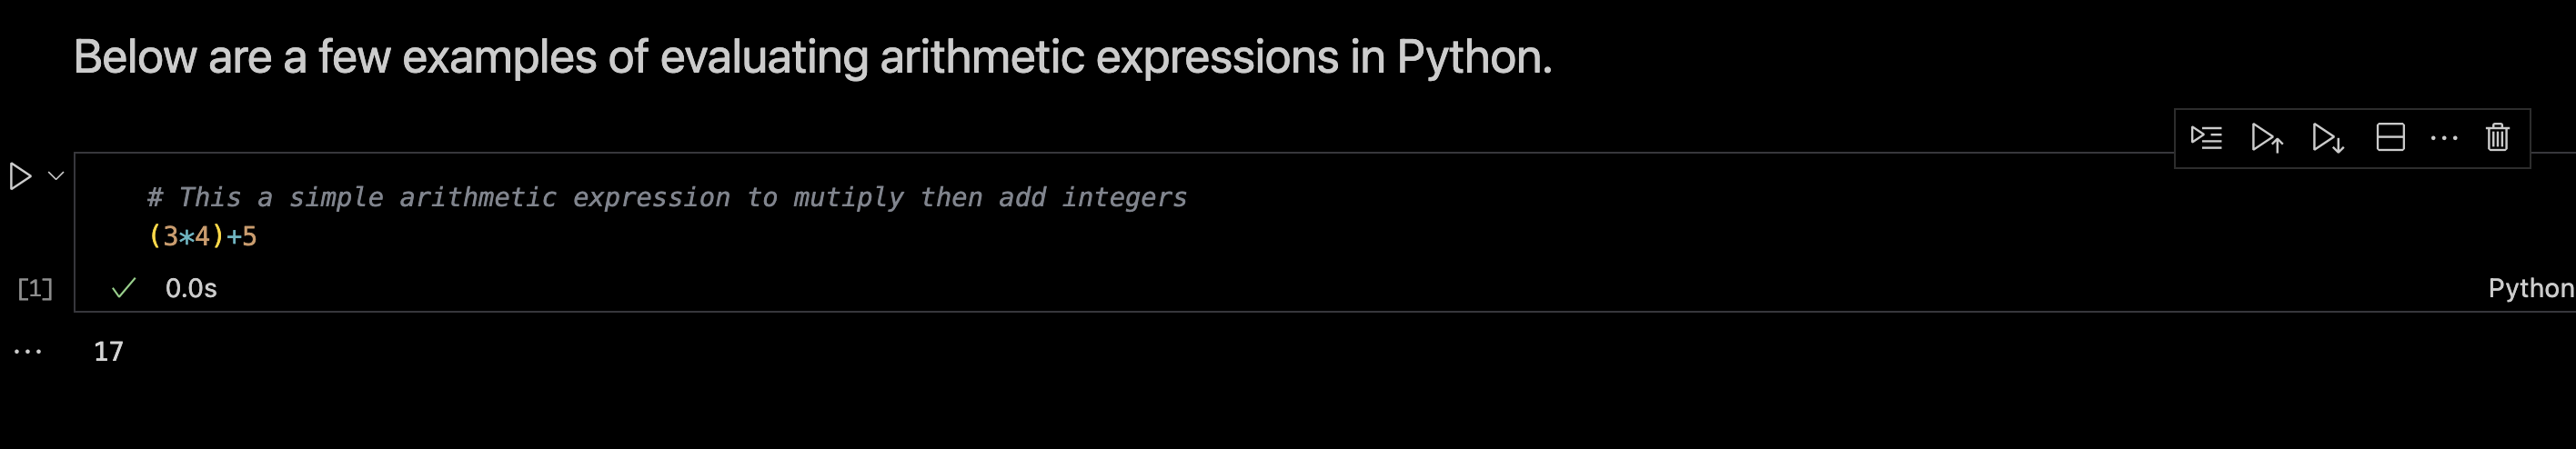 Below are a few examples of evaluating arithmetic expressions in Python.
# This a simple arithmetic expression to mutiply then add integers
(3*4)+5
[1] 0.0s Python
17